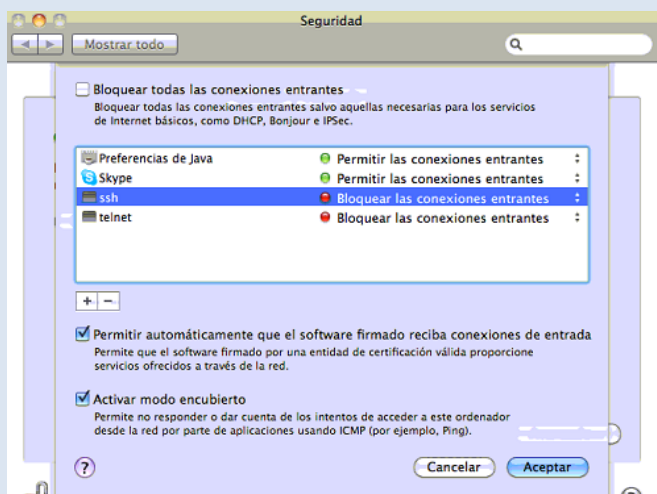 Seguridad
Mostrar todo
Bloquear todas las conexiones entrantes
Bloquear todas las conexiones entrantes salvo aquellas necesarias para los servicios
de Internet básicos, como DHCP, Bonjour e IPSec.
Preferencias de Java Permitir las conexiones entrantes
Skype Permitir las conexiones entrantes
ssh Bloquear las conexiones entrantes
telnet Bloquear las conexiones entrantes
+ −
Permitir automáticamente que el software firmado reciba conexiones de entrada
Permite que el software firmado por una entidad de certificación válida proporcione
servicios ofrecidos a través de la red.
Activar modo encubierto
Permite no responder o dar cuenta de los intentos de acceder a este ordenador
desde la red por parte de aplicaciones usando ICMP (por ejemplo, Ping).
? Cancelar Aceptar